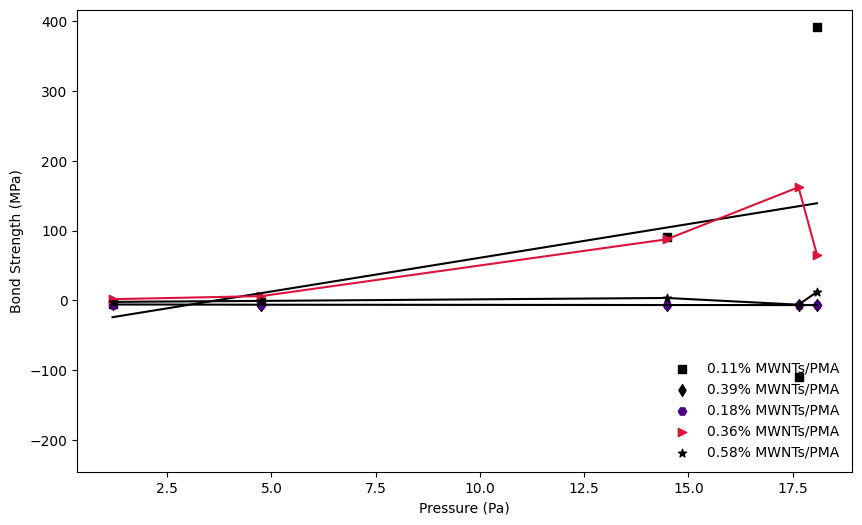 400
300
200
100
0
−100
−200
Bond Strength (MPa)
0.11% MWNTs/PMA
0.39% MWNTs/PMA
0.18% MWNTs/PMA
0.36% MWNTs/PMA
0.58% MWNTs/PMA
2.5 5.0 7.5 10.0 12.5 15.0 17.5
Pressure (Pa)